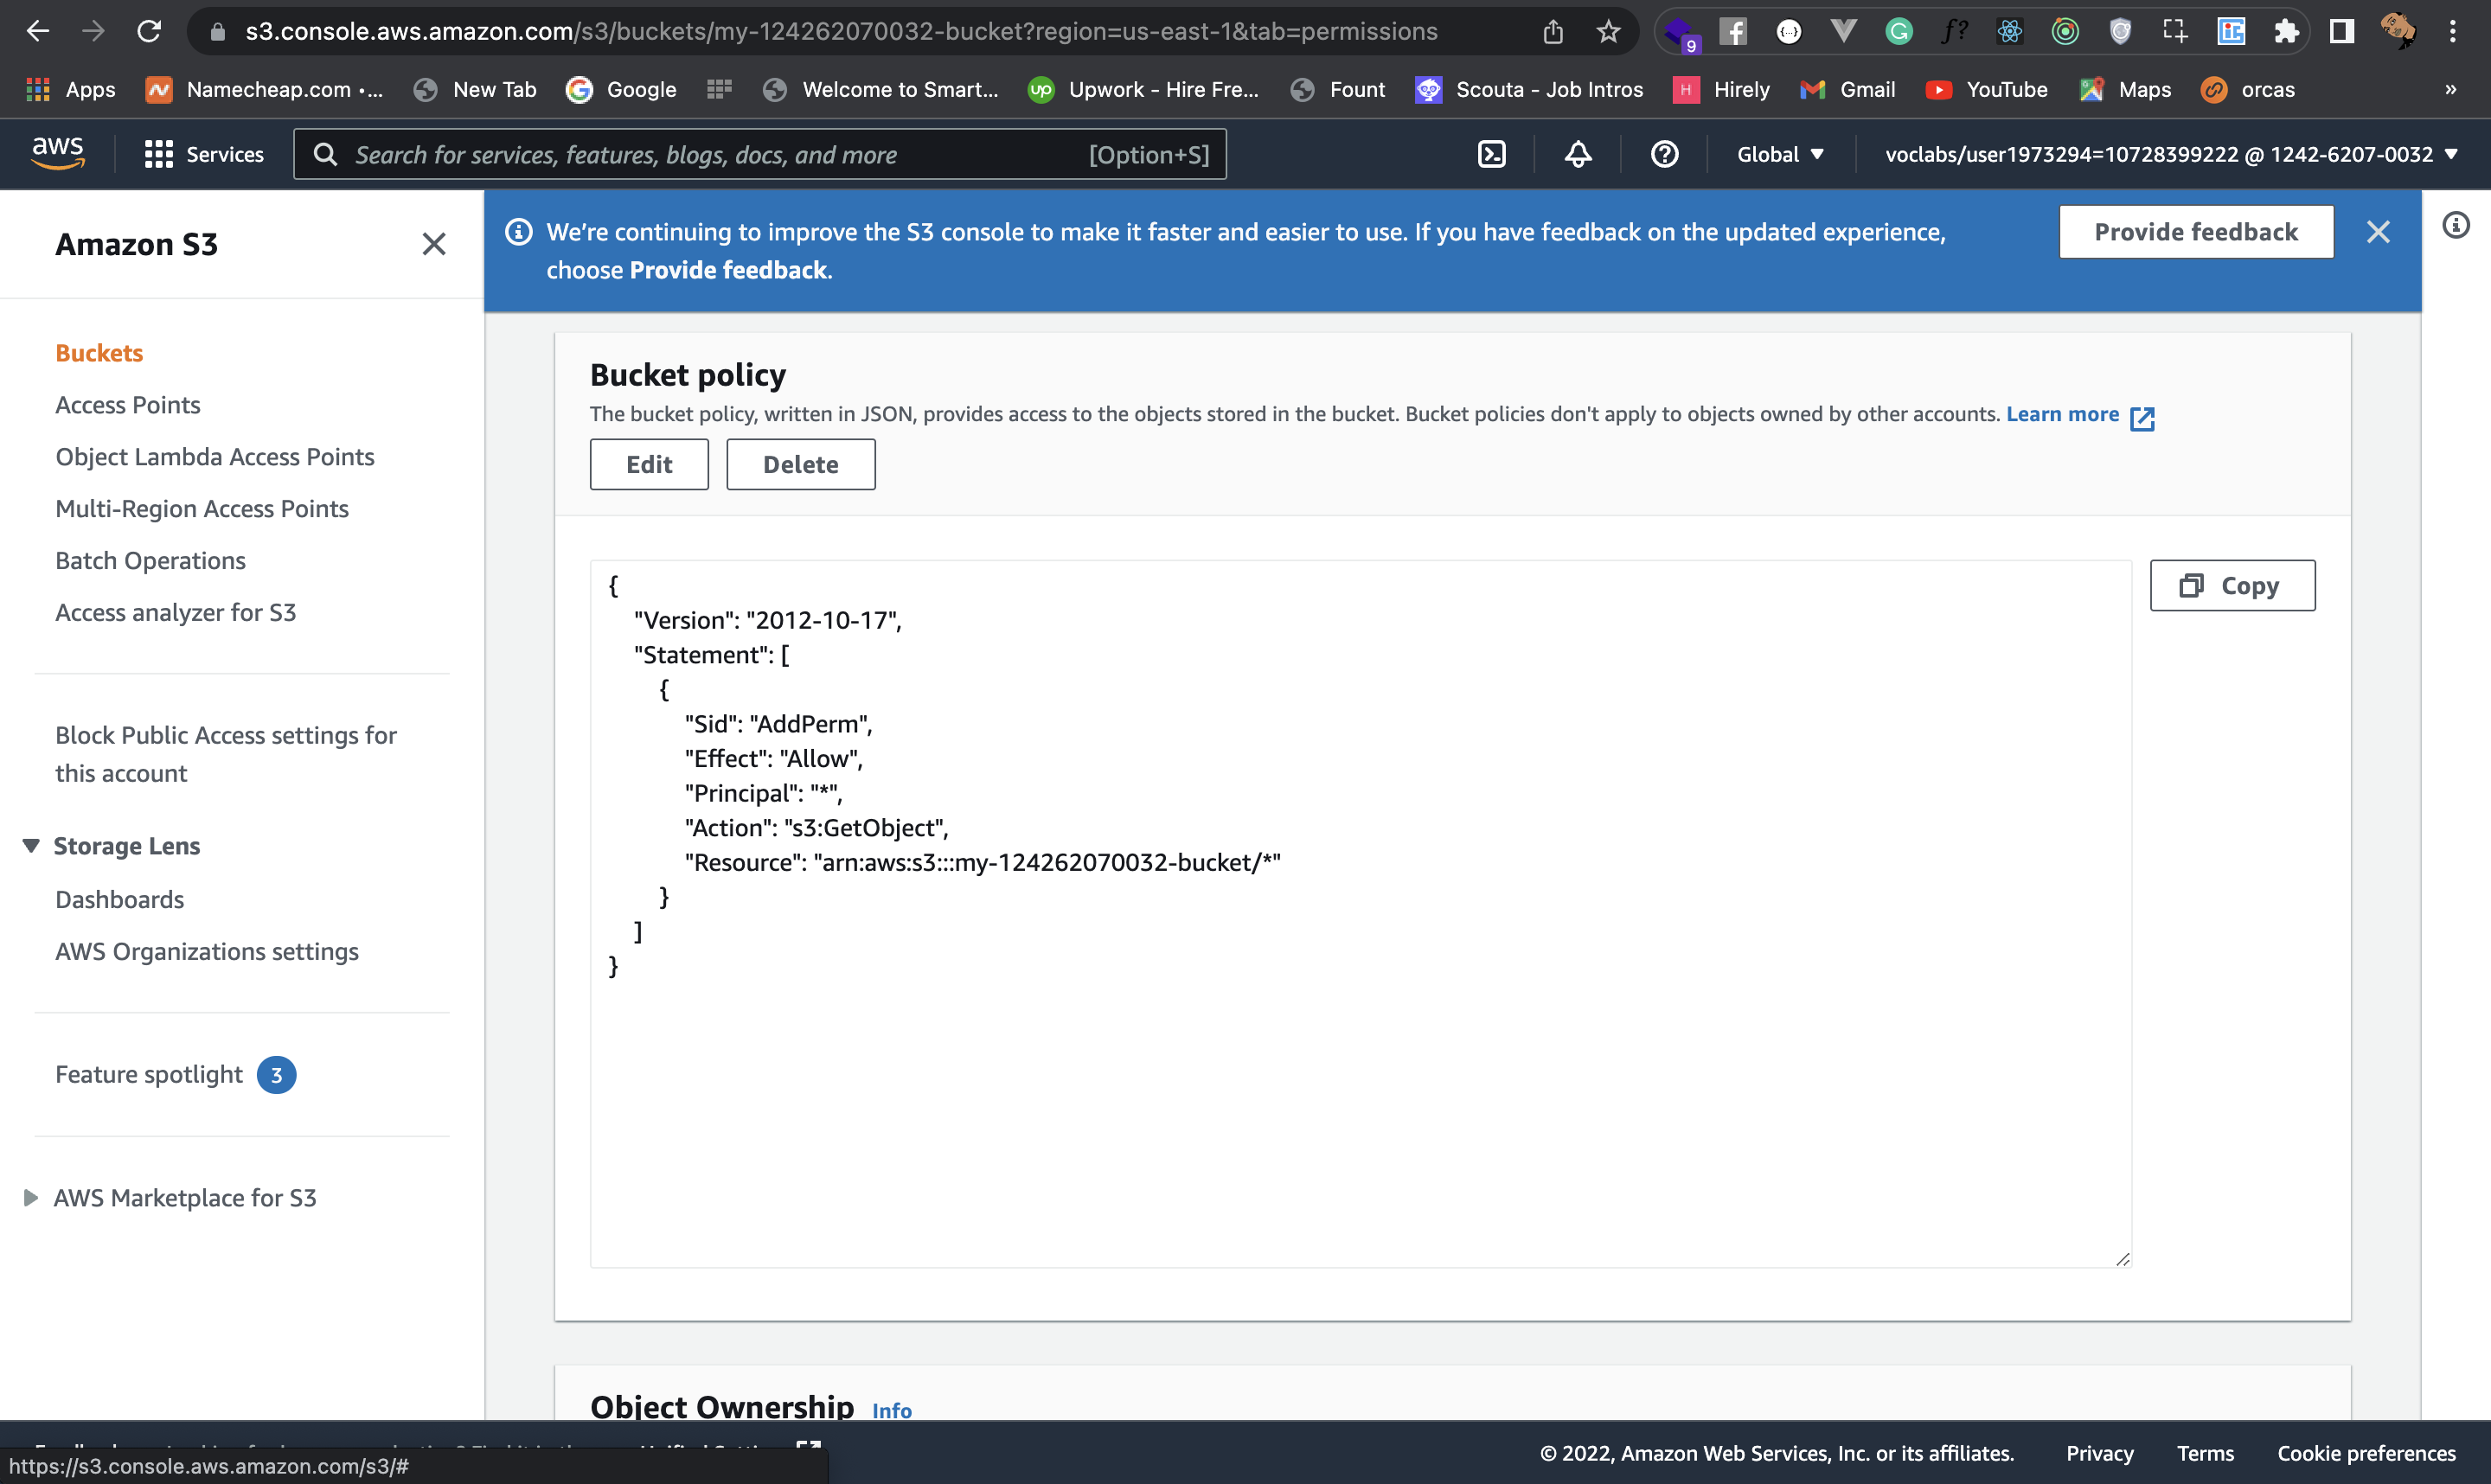 s3.console.aws.amazon.com/s3/buckets/my-124262070032-bucket?region=us-east-1&tab=permissions
9
Apps
Namecheap.com •...
New Tab
Google
Welcome to Smart...
up
Upwork - Hire Fre...
Fount
Scouta - Job Intros
H
Hirely
Gmail
YouTube
Maps
orcas
»
aws
Services
Search for services, features, blogs, docs, and more
[Option+S]
Global
voclabs/user1973294=10728399222 @ 1242-6207-0032
Amazon S3
We’re continuing to improve the S3 console to make it faster and easier to use. If you have feedback on the updated experience,
choose Provide feedback.
Provide feedback
Buckets
Access Points
Object Lambda Access Points
Multi-Region Access Points
Batch Operations
Access analyzer for S3
Block Public Access settings for
this account
Storage Lens
Dashboards
AWS Organizations settings
Feature spotlight 3
AWS Marketplace for S3
Bucket policy
The bucket policy, written in JSON, provides access to the objects stored in the bucket. Bucket policies don't apply to objects owned by other accounts. Learn more
Edit
Delete
Copy
{
"Version": "2012-10-17",
"Statement": [
{
"Sid": "AddPerm",
"Effect": "Allow",
"Principal": "*",
"Action": "s3:GetObject",
"Resource": "arn:aws:s3:::my-124262070032-bucket/*"
}
]
}
Object Ownership Info
https://s3.console.aws.amazon.com/s3/#
© 2022, Amazon Web Services, Inc. or its affiliates.
Privacy
Terms
Cookie preferences